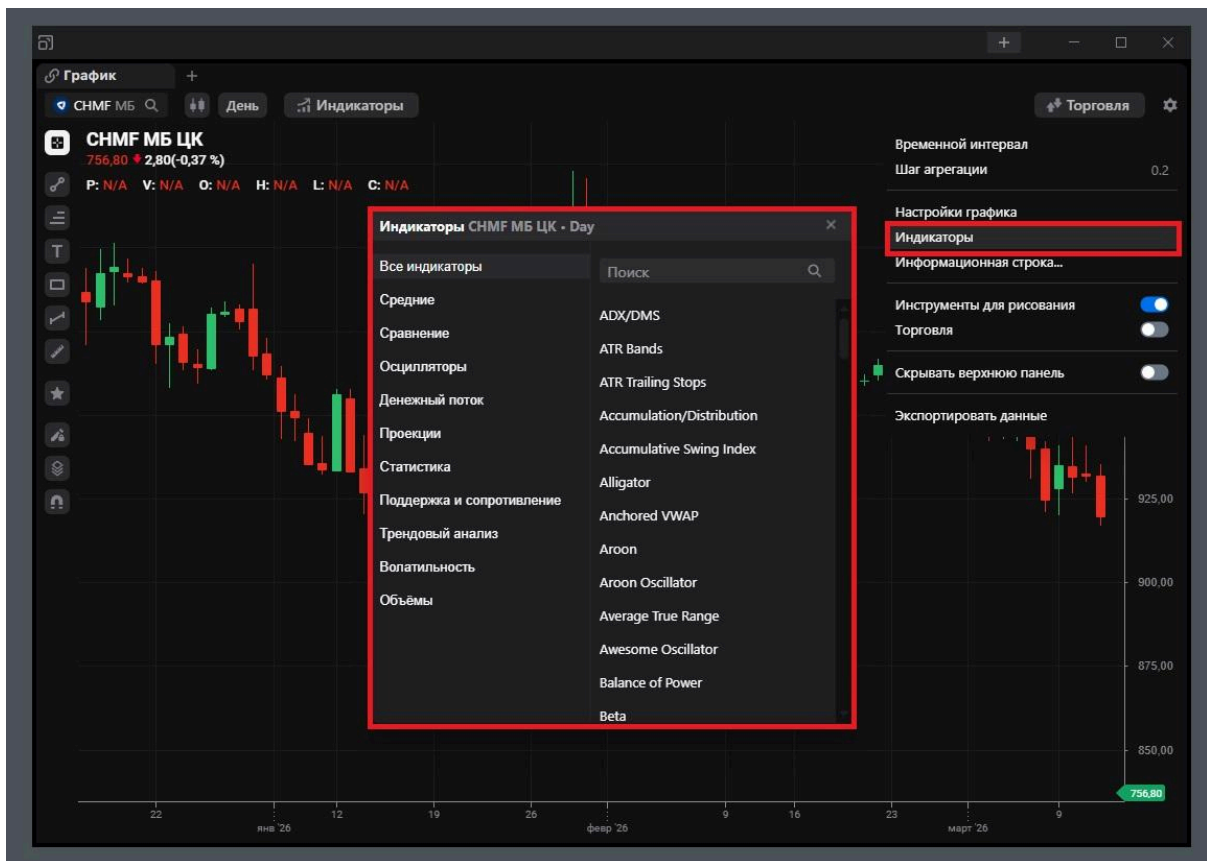 График
CHMF МБ
День
Индикаторы
Торговля
CHMF МБ ЦК
756,80 2,80(-0,37 %)
P: N/A V: N/A O: N/A H: N/A L: N/A C: N/A
Временной интервал
Шаг агрегации 0.2
Настройки графика
Индикаторы
Информационная строка...
Инструменты для рисования
Торговля
Скрывать верхнюю панель
Экспортировать данные
Индикаторы CHMF МБ ЦК • Day
Все индикаторы
Средние
Сравнение
Осцилляторы
Денежный поток
Проекции
Статистика
Поддержка и сопротивление
Трендовый анализ
Волатильность
Объёмы
Поиск
ADX/DMS
ATR Bands
ATR Trailing Stops
Accumulation/Distribution
Accumulative Swing Index
Alligator
Anchored VWAP
Aroon
Aroon Oscillator
Average True Range
Awesome Oscillator
Balance of Power
Beta
925,00
900,00
875,00
850,00
756,80
22 12 19 26 9 16 23 9
янв '26 февр '26 март '26